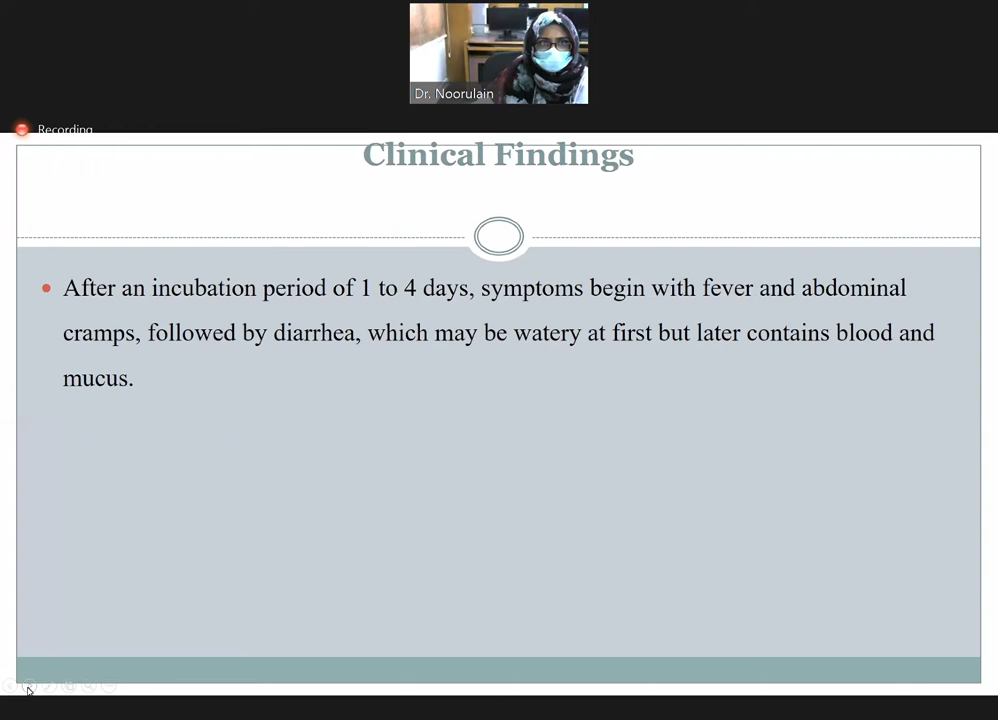 Dr. Noorulain
Recording
Clinical Findings
After an incubation period of 1 to 4 days, symptoms begin with fever and abdominal
cramps, followed by diarrhea, which may be watery at first but later contains blood and
mucus.